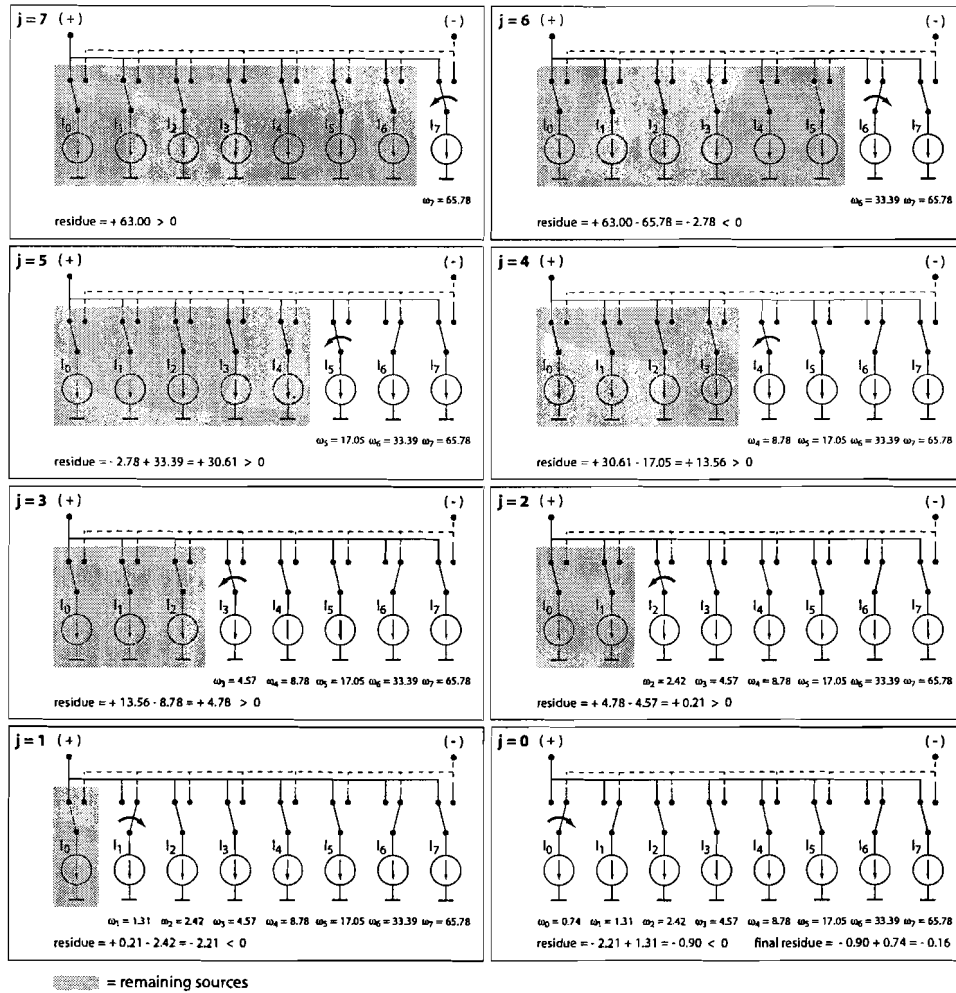 j = 7 (+) (-)
I0 I1 I2 I3 I4 I5 I6 I7
ω7 = 65.78
residue = + 63.00 > 0
j = 6 (+) (-)
I0 I1 I2 I3 I4 I5 I6 I7
ω6 = 33.39 ω7 = 65.78
residue = + 63.00 - 65.78 = - 2.78 < 0
j = 5 (+) (-)
I0 I1 I2 I3 I4 I5 I6 I7
ω5 = 17.05 ω6 = 33.39 ω7 = 65.78
residue = - 2.78 + 33.39 = + 30.61 > 0
j = 4 (+) (-)
I0 I1 I2 I3 I4 I5 I6 I7
ω4 = 8.78 ω5 = 17.05 ω6 = 33.39 ω7 = 65.78
residue = + 30.61 - 17.05 = + 13.56 > 0
j = 3 (+) (-)
I0 I1 I2 I3 I4 I5 I6 I7
ω3 = 4.57 ω4 = 8.78 ω5 = 17.05 ω6 = 33.39 ω7 = 65.78
residue = + 13.56 - 8.78 = + 4.78 > 0
j = 2 (+) (-)
I0 I1 I2 I3 I4 I5 I6 I7
ω2 = 2.42 ω3 = 4.57 ω4 = 8.78 ω5 = 17.05 ω6 = 33.39 ω7 = 65.78
residue = + 4.78 - 4.57 = + 0.21 > 0
j = 1 (+) (-)
I0 I1 I2 I3 I4 I5 I6 I7
ω1 = 1.31 ω2 = 2.42 ω3 = 4.57 ω4 = 8.78 ω5 = 17.05 ω6 = 33.39 ω7 = 65.78
residue = + 0.21 - 2.42 = - 2.21 < 0
j = 0 (+) (-)
I0 I1 I2 I3 I4 I5 I6 I7
ω0 = 0.74 ω1 = 1.31 ω2 = 2.42 ω3 = 4.57 ω4 = 8.78 ω5 = 17.05 ω6 = 33.39 ω7 = 65.78
residue = - 2.21 + 1.31 = - 0.90 < 0 final residue = - 0.90 + 0.74 = - 0.16
= remaining sources